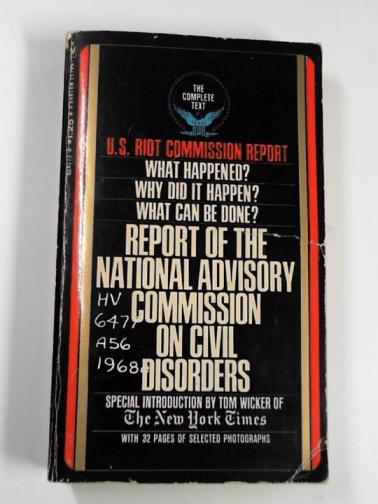 THE
COMPLETE
TEXT
U.S. RIOT COMMISSION REPORT
WHAT HAPPENED?
WHY DID IT HAPPEN?
WHAT CAN BE DONE?
REPORT OF THE
NATIONAL ADVISORY
COMMISSION
ON CIVIL
DISORDERS
HV
6477
A56
1968
SPECIAL INTRODUCTION BY TOM WICKER OF
The New York Times
WITH 32 PAGES OF SELECTED PHOTOGRAPHS